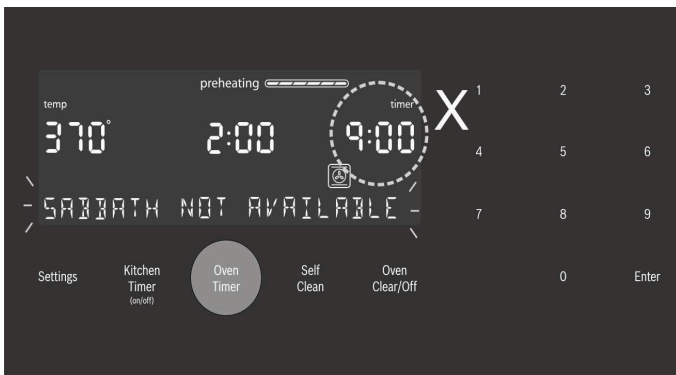 preheating
temp
timer
370°
2:00
9:00
X
SABBATH NOT AVAILABLE
Settings
Kitchen Timer (on/off)
Oven Timer
Self Clean
Oven Clear/Off
1 2 3
4 5 6
7 8 9
0 Enter